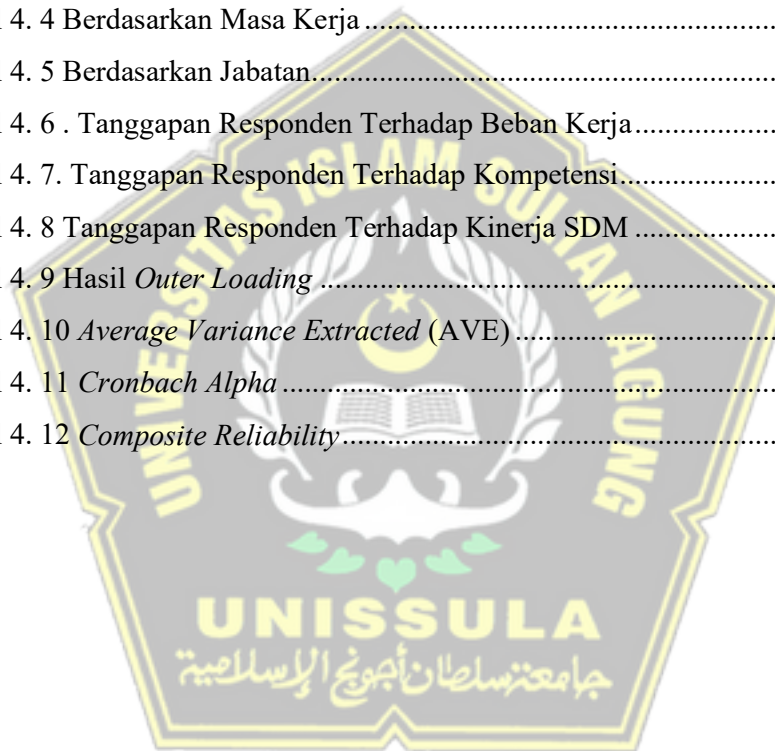 l 4. 4 Berdasarkan Masa Kerja ............................................................
l 4. 5 Berdasarkan Jabatan...................................................................
l 4. 6 . Tanggapan Responden Terhadap Beban Kerja...................
l 4. 7. Tanggapan Responden Terhadap Kompetensi.....................
l 4. 8 Tanggapan Responden Terhadap Kinerja SDM ...................
l 4. 9 Hasil Outer Loading ..................................................................
l 4. 10 Average Variance Extracted (AVE) ...................................
l 4. 11 Cronbach Alpha .....................................................................
l 4. 12 Composite Reliability.............................................................
UNIVERSITAS ISLAM SULTAN AGUNG
UNISSULA
جامعة سلطان أجونج الإسلامية